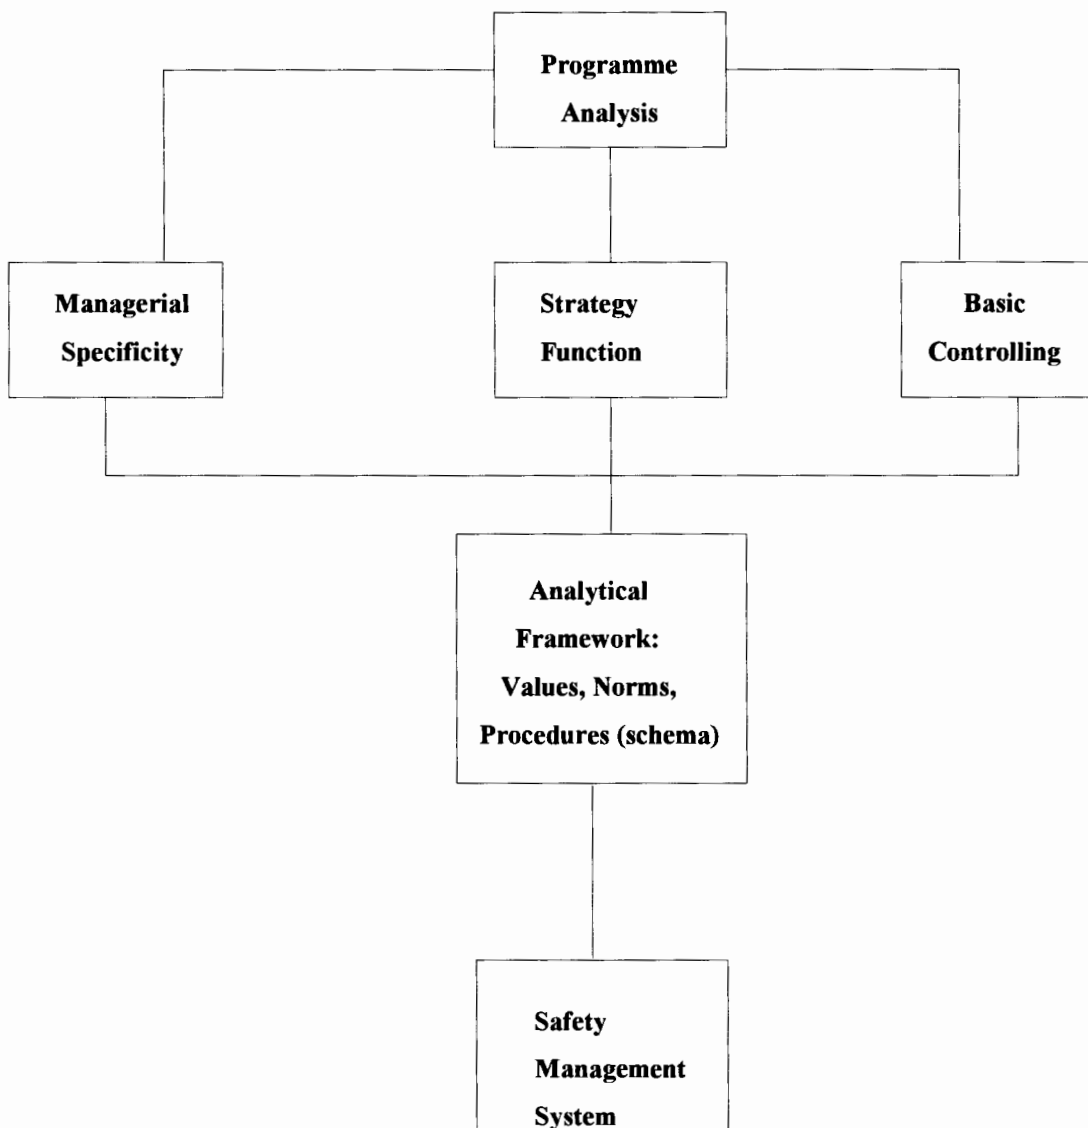 Programme
Analysis
Managerial
Specificity
Strategy
Function
Basic
Controlling
Analytical
Framework:
Values, Norms,
Procedures (schema)
Safety
Management
System